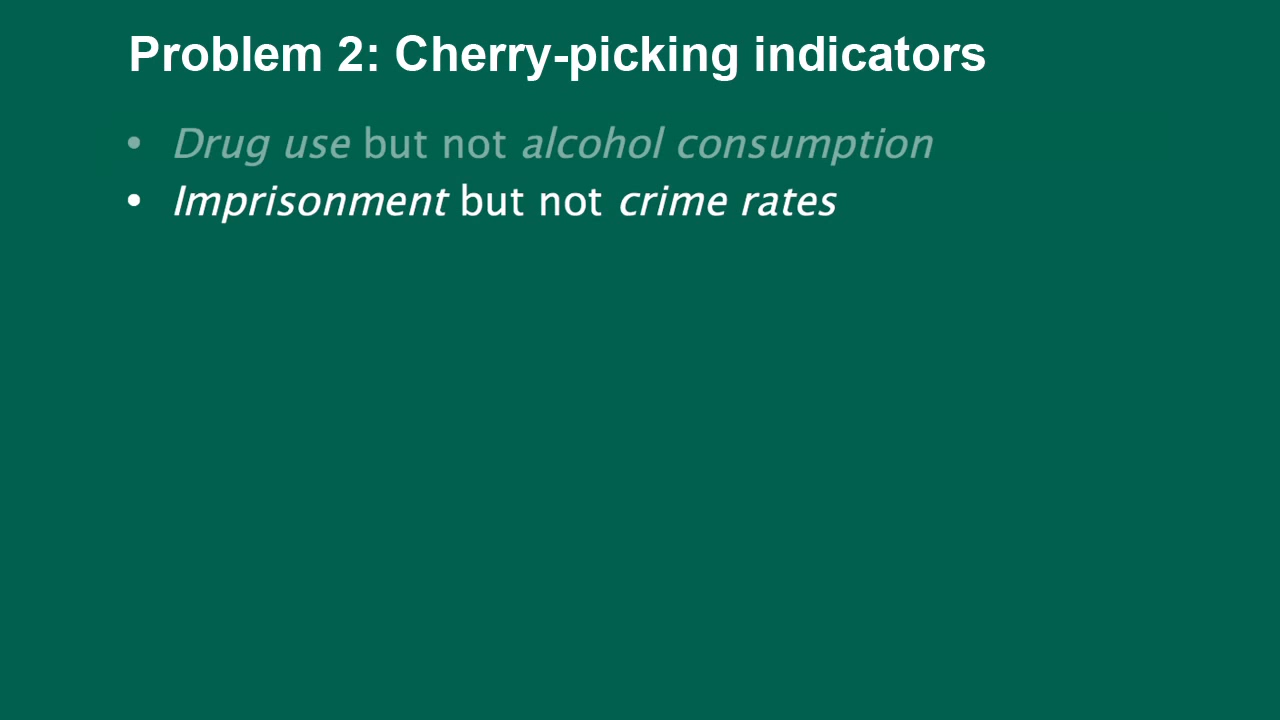 Problem 2: Cherry-picking indicators
• Drug use but not alcohol consumption
• Imprisonment but not crime rates